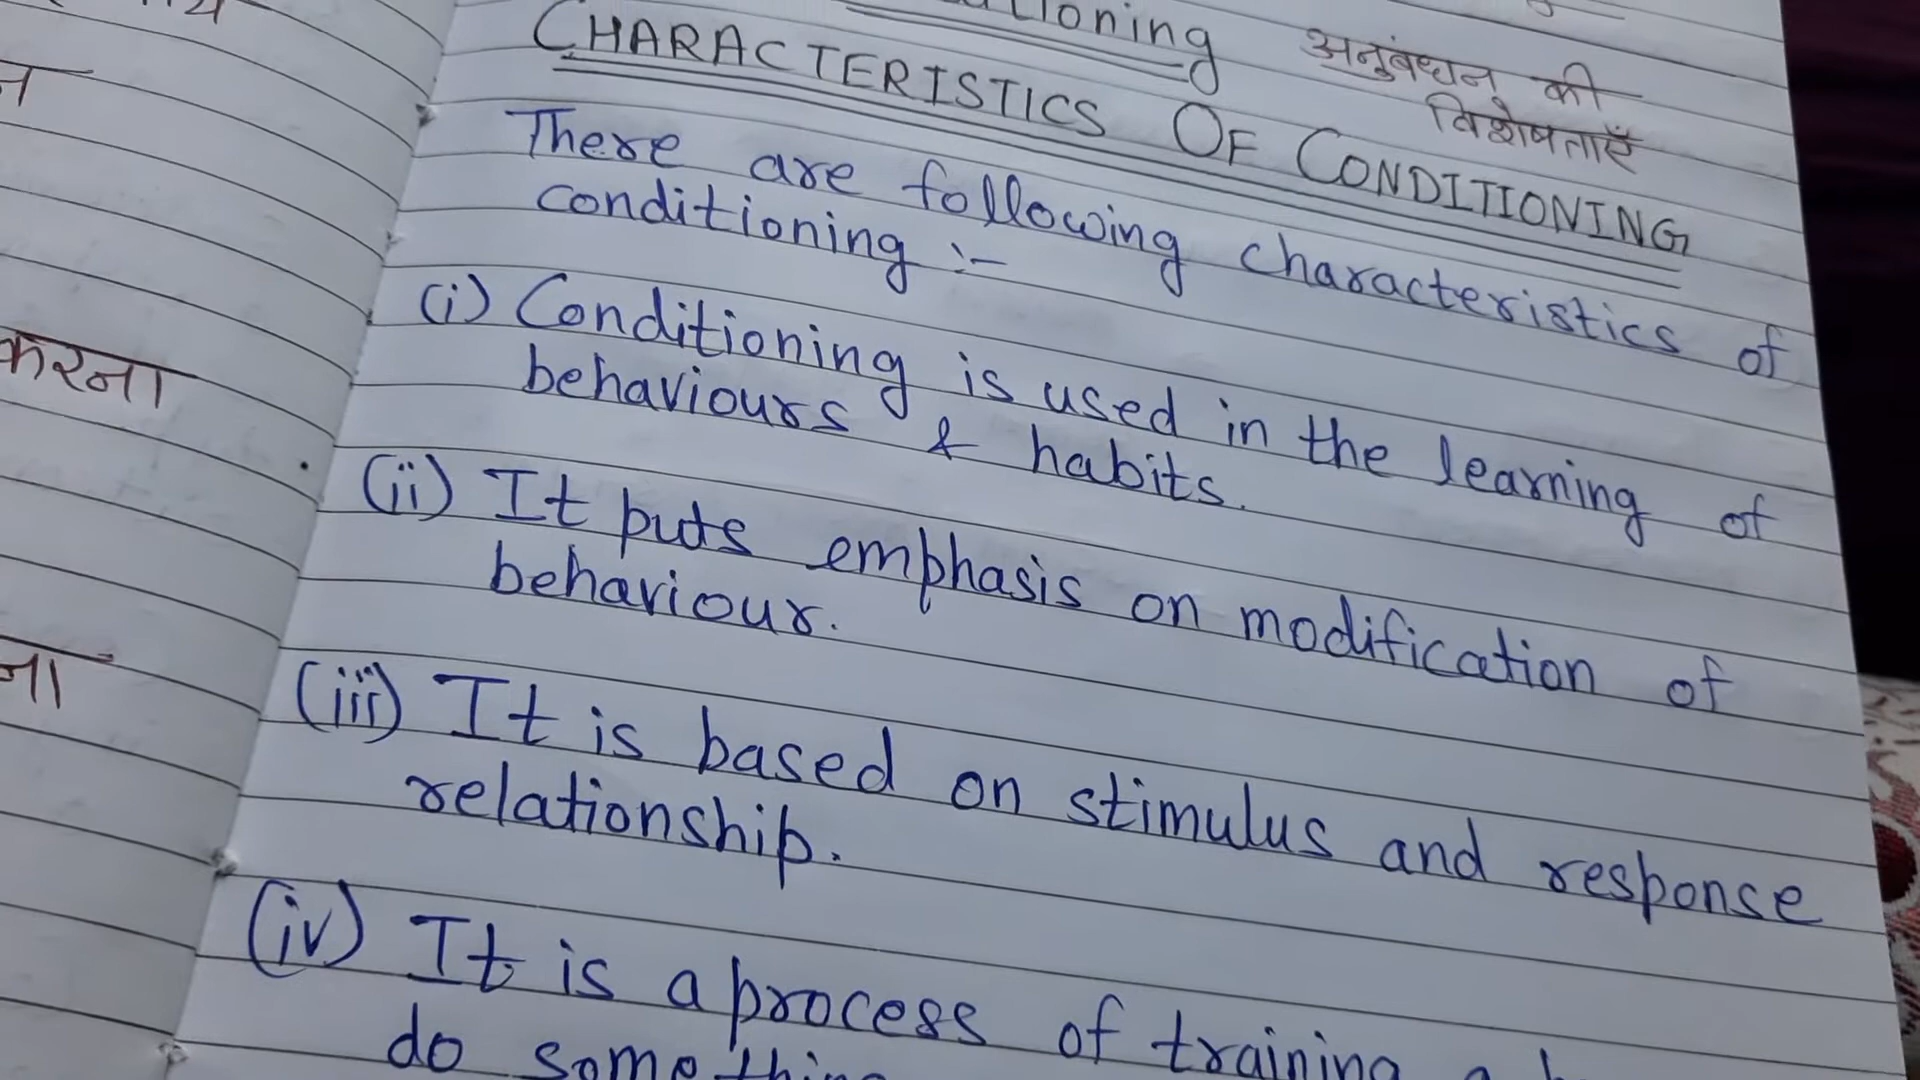 अनुबंधन की
विशेषताएँ
CHARACTERISTICS OF CONDITIONING
There are following characteristics of
conditioning :-
(i) Conditioning is used in the learning of
behaviours & habits.
(ii) It puts emphasis on modification of
behaviour.
(iii) It is based on stimulus and response
relationship.
(iv) It is a process of training a
do something
करना
ना